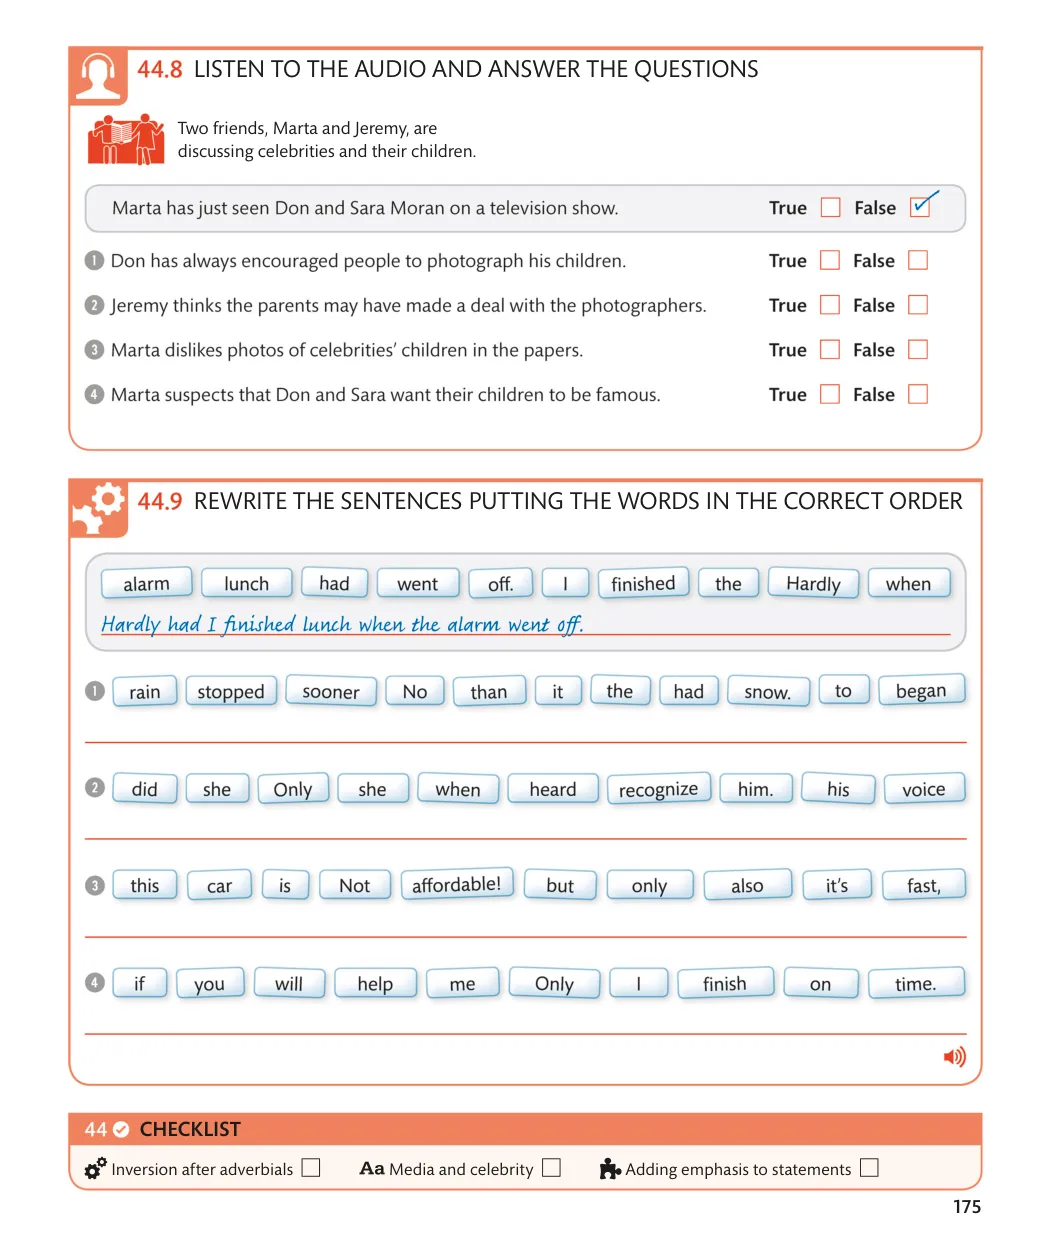 44.8 LISTEN TO THE AUDIO AND ANSWER THE QUESTIONS
Two friends, Marta and Jeremy, are
discussing celebrities and their children.
Marta has just seen Don and Sara Moran on a television show. True False
1 Don has always encouraged people to photograph his children. True False
2 Jeremy thinks the parents may have made a deal with the photographers. True False
3 Marta dislikes photos of celebrities’ children in the papers. True False
4 Marta suspects that Don and Sara want their children to be famous. True False
44.9 REWRITE THE SENTENCES PUTTING THE WORDS IN THE CORRECT ORDER
alarm lunch had went off. I finished the Hardly when
Hardly had I finished lunch when the alarm went off.
1 rain stopped sooner No than it the had snow. to began
2 did she Only she when heard recognize him. his voice
3 this car is Not affordable! but only also it’s fast,
4 if you will help me Only I finish on time.
44 CHECKLIST
Inversion after adverbials Aa Media and celebrity Adding emphasis to statements
175